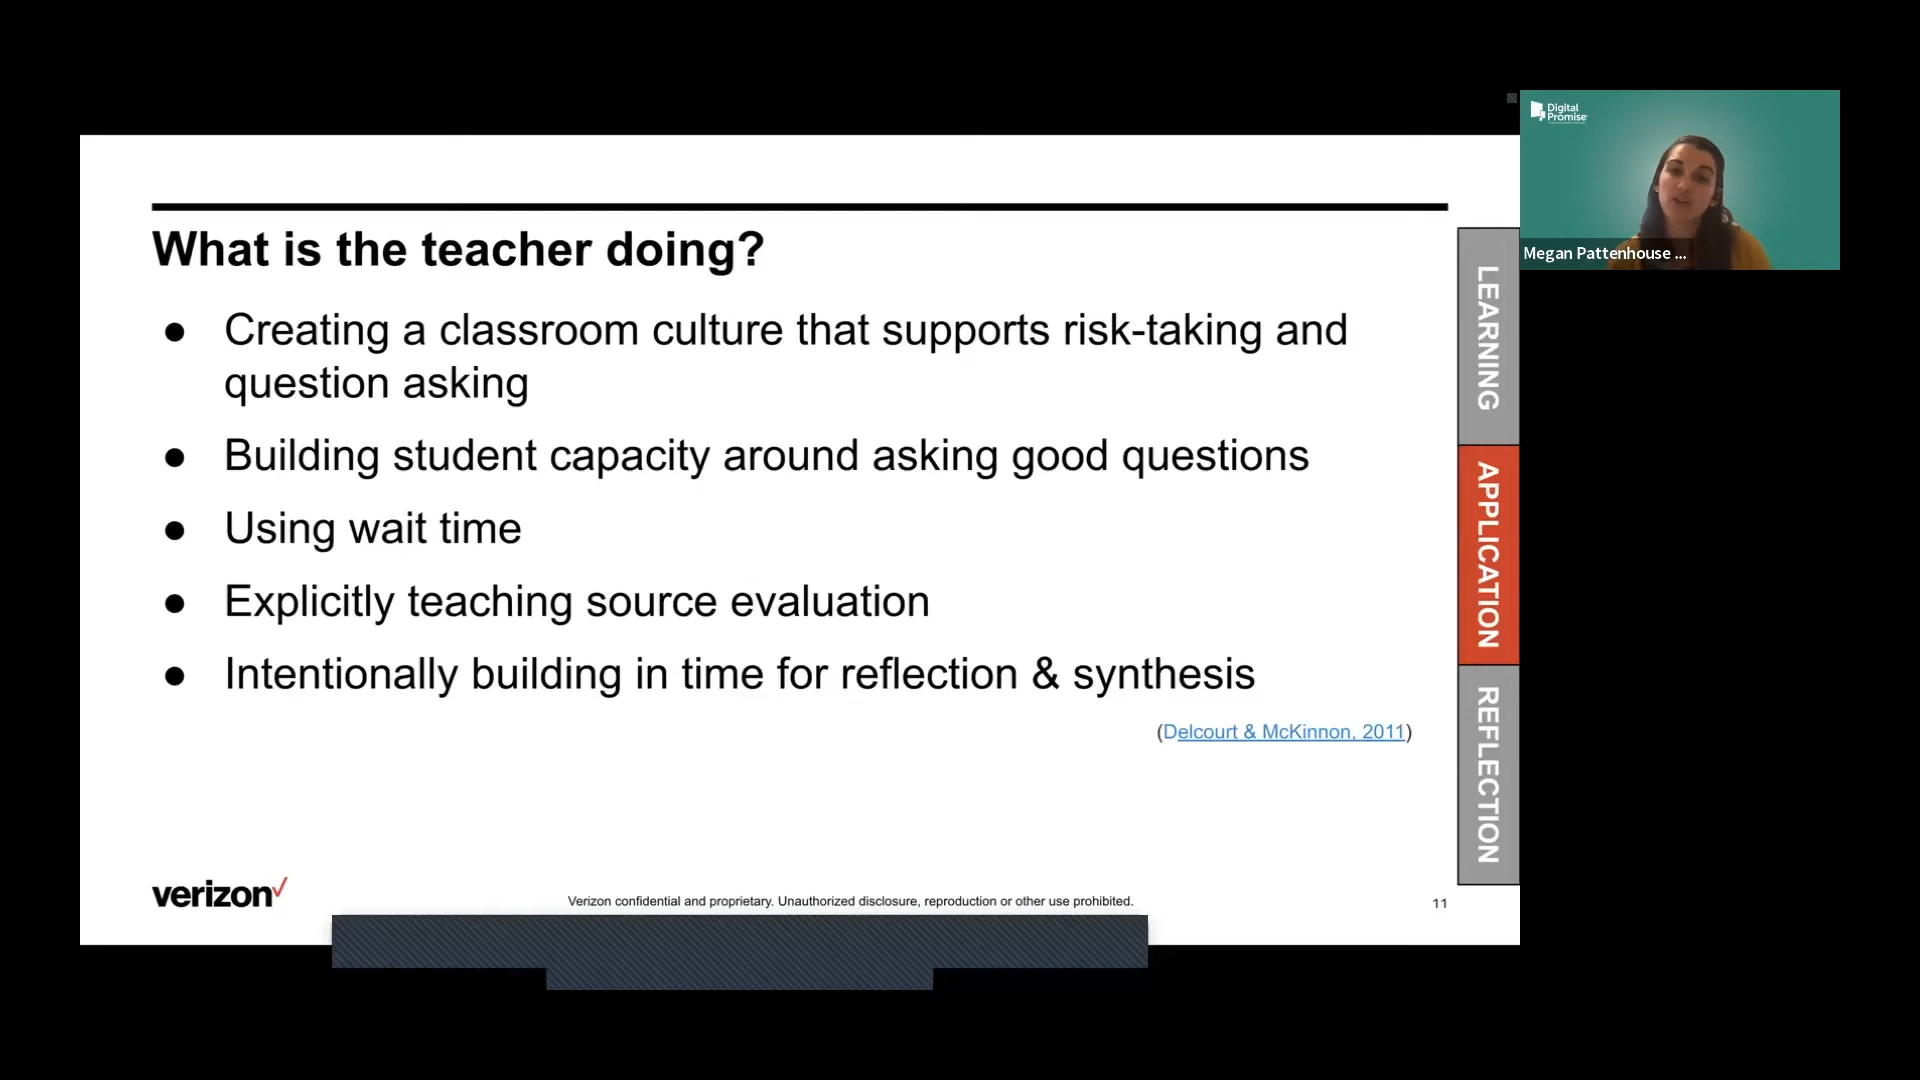 What is the teacher doing?
● Creating a classroom culture that supports risk-taking and
question asking
● Building student capacity around asking good questions
● Using wait time
● Explicitly teaching source evaluation
● Intentionally building in time for reflection & synthesis
(Delcourt & McKinnon, 2011)
verizon✓
Verizon confidential and proprietary. Unauthorized disclosure, reproduction or other use prohibited.
11
LEARNING
APPLICATION
REFLECTION
Digital
Promise
Megan Pattenhouse ...